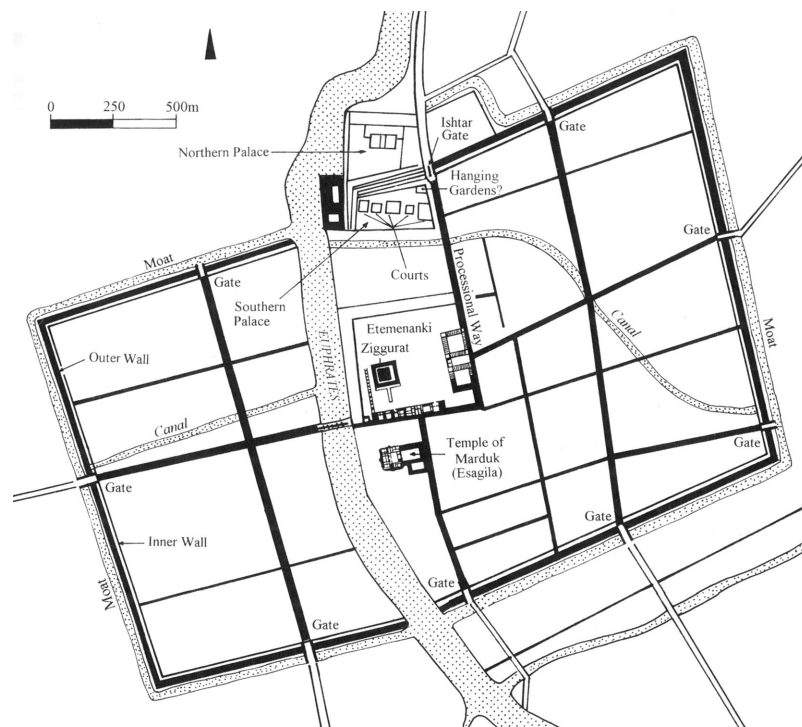 0 250 500m
Northern Palace
Ishtar
Gate
Gate
Hanging
Gardens?
Moat
Gate
Gate
Courts
Southern
Palace
Processional Way
Etemenanki
Ziggurat
EUPHRATES
Canal
Moat
Outer Wall
Canal
Temple of
Marduk
(Esagila)
Gate
Gate
Gate
Inner Wall
Moat
Gate
Gate